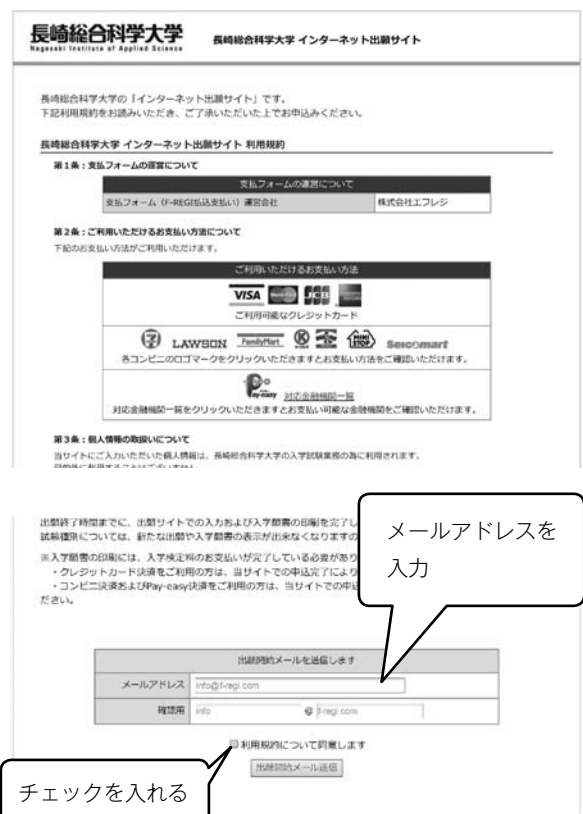 長崎総合科学大学
Nagasaki Institute of Applied Science
長崎総合科学大学 インターネット出願サイト
長崎総合科学大学の「インターネット出願サイト」です。
下記利用規約をお読みいただき、ご了承いただいた上でお申込みください。
長崎総合科学大学 インターネット出願サイト 利用規約
第1条：支払フォームの運営について
支払フォームの運営について
支払フォーム（F-REGI払込支払い）運営会社 株式会社エフレジ
第2条：ご利用いただけるお支払い方法について
下記のお支払い方法がご利用いただけます。
ご利用いただけるお支払い方法
VISA MasterCard JCB
ご利用可能なクレジットカード
7 LAWSON FamilyMart K MINI STOP Seicomart
各コンビニのロゴマークをクリックいただきますとお支払い方法をご確認いただけます。
Pay-easy 対応金融機関一覧
対応金融機関一覧をクリックいただきますとお支払い可能な金融機関をご確認いただけます。
第3条：個人情報の取扱いについて
当サイトにご入力いただいた個人情報は、長崎総合科学大学の入学試験業務の為に利用されます。
目的外に利用することはございません。
出願終了時間までに、出願サイトでの入力および入学願書の印刷を完了し
試験種別については、新たな出願や入学願書の表示が出来なくなりますの
※入学願書の印刷には、入学検定料のお支払いが完了している必要があり
・クレジットカード決済をご利用の方は、当サイトでの申込完了により
・コンビニ決済およびPay-easy決済をご利用の方は、当サイトでの申込
ださい。
メールアドレスを
入力
出願開始メールを送信します
メールアドレス info@f-regi.com
確認用 info @ f-regi.com
利用規約について同意します
出願開始メール送信
チェックを入れる